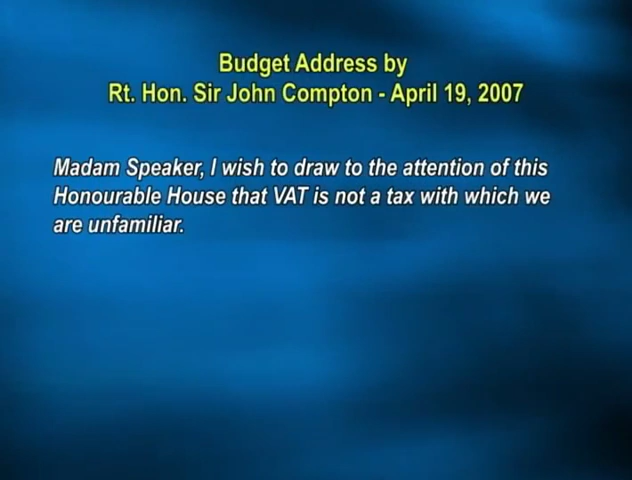 Budget Address by
Rt. Hon. Sir John Compton - April 19, 2007
Madam Speaker, I wish to draw to the attention of this
Honourable House that VAT is not a tax with which we
are unfamiliar.